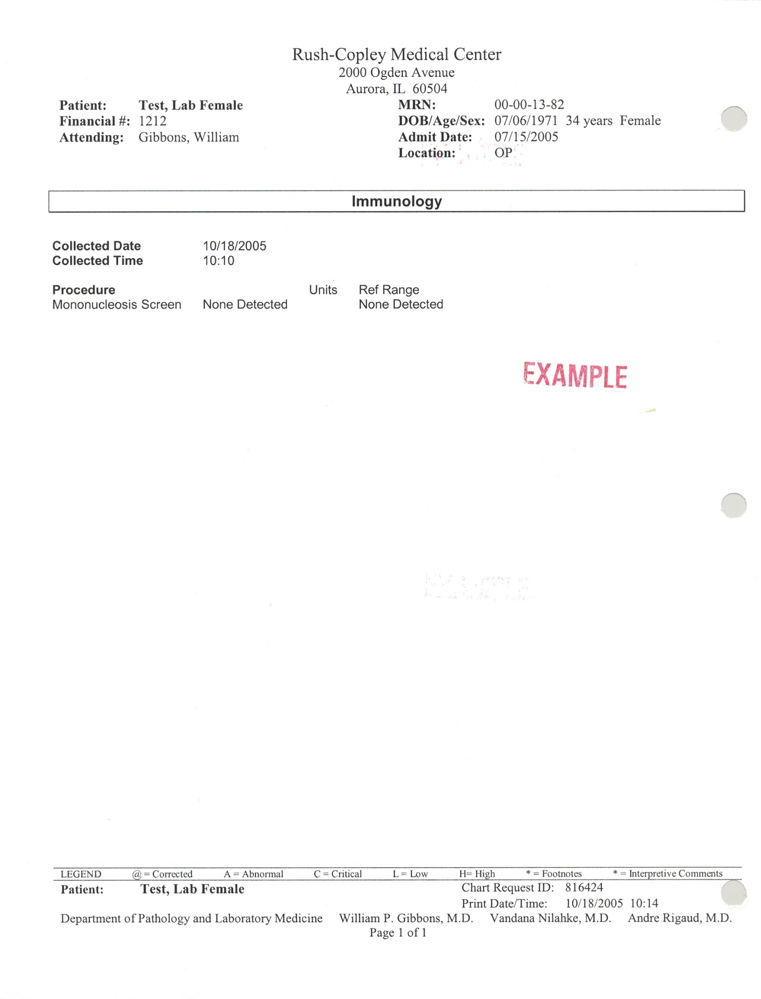 Rush-Copley Medical Center
2000 Ogden Avenue
Aurora, IL 60504
Patient: Test, Lab Female MRN: 00-00-13-82
Financial #: 1212 DOB/Age/Sex: 07/06/1971 34 years Female
Attending: Gibbons, William Admit Date: 07/15/2005
Location: OP
Immunology
Collected Date 10/18/2005
Collected Time 10:10
Procedure Units Ref Range
Mononucleosis Screen None Detected None Detected
EXAMPLE
LEGEND @ = Corrected A = Abnormal C = Critical L = Low H= High * = Footnotes * = Interpretive Comments
Patient: Test, Lab Female Chart Request ID: 816424
Print Date/Time: 10/18/2005 10:14
Department of Pathology and Laboratory Medicine William P. Gibbons, M.D. Vandana Nilahke, M.D. Andre Rigaud, M.D.
Page 1 of 1